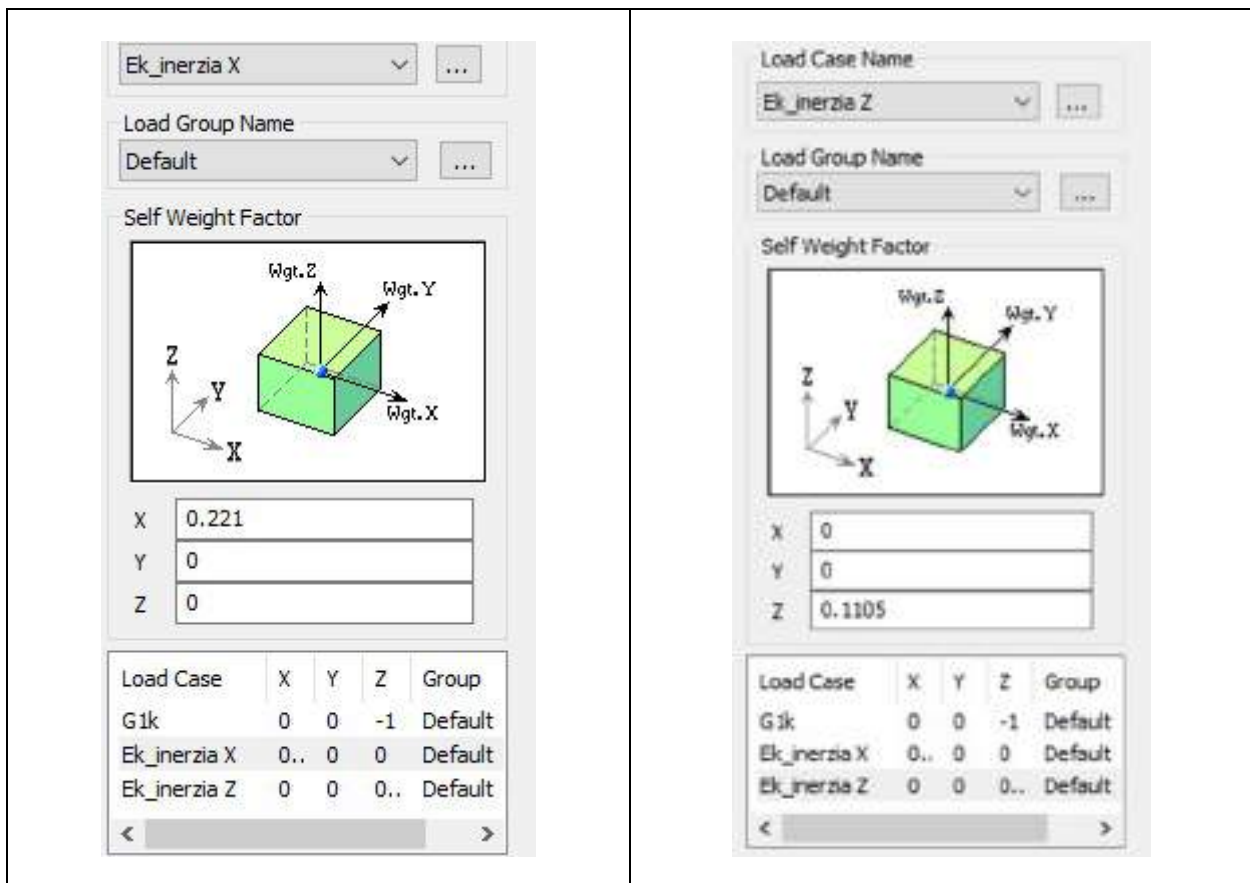 Ek_inerzia X ...
Load Group Name
Default ...
Self Weight Factor
Wgt.Z
Wgt.Y
Z
Y
Wgt.X
X
X 0.221
Y 0
Z 0
Load Case X Y Z Group
G1k 0 0 -1 Default
Ek_inerzia X 0.. 0 0 Default
Ek_inerzia Z 0 0 0.. Default
< >
Load Case Name
Ek_inerzia Z ...
Load Group Name
Default ...
Self Weight Factor
Wgt.Z
Wgt.Y
Z
Y
Wgt.X
X
X 0
Y 0
Z 0.1105
Load Case X Y Z Group
G1k 0 0 -1 Default
Ek_inerzia X 0.. 0 0 Default
Ek_inerzia Z 0 0 0.. Default
< >